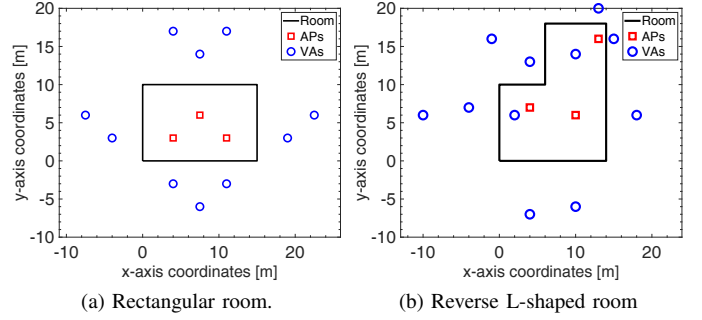 20
15
10
5
0
-5
-10
-10
0
10
20
y-axis coordinates [m]
x-axis coordinates [m]
Room
APs
VAs
(a) Rectangular room.
20
15
10
5
0
-5
-10
-10
0
10
20
y-axis coordinates [m]
x-axis coordinates [m]
Room
APs
VAs
(b) Reverse L-shaped room